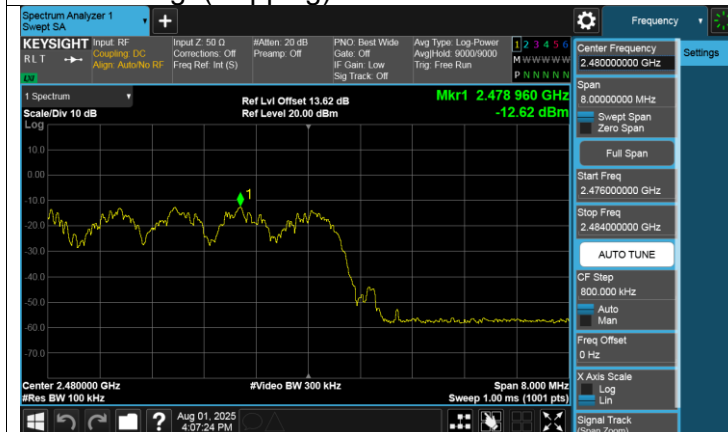 Spectrum Analyzer 1
Swept SA
+
Frequency
KEYSIGHT
R L T
LXI
Input: RF
Coupling: DC
Align: Auto/No RF
Input Z: 50 Ω
Corrections: Off
Freq Ref: Int (S)
#Atten: 20 dB
Preamp: Off
PNO: Best Wide
Gate: Off
IF Gain: Low
Sig Track: Off
Avg Type: Log-Power
Avg|Hold: 9000/9000
Trig: Free Run
1 2 3 4 5 6
M W W W W W
P N N N N N
1 Spectrum
Scale/Div 10 dB
Log
Ref Lvl Offset 13.62 dB
Ref Level 20.00 dBm
Mkr1 2.478 960 GHz
-12.62 dBm
1
10.0
0.00
-10.0
-20.0
-30.0
-40.0
-50.0
-60.0
-70.0
Center 2.480000 GHz
#Res BW 100 kHz
#Video BW 300 kHz
Span 8.000 MHz
Sweep 1.00 ms (1001 pts)
Center Frequency
2.480000000 GHz
Span
8.00000000 MHz
Swept Span
Zero Span
Full Span
Start Freq
2.476000000 GHz
Stop Freq
2.484000000 GHz
AUTO TUNE
CF Step
800.000 kHz
Auto
Man
Freq Offset
0 Hz
X Axis Scale
Log
Lin
Signal Track
(Span Zoom)
Settings
?
Aug 01, 2025
4:07:24 PM